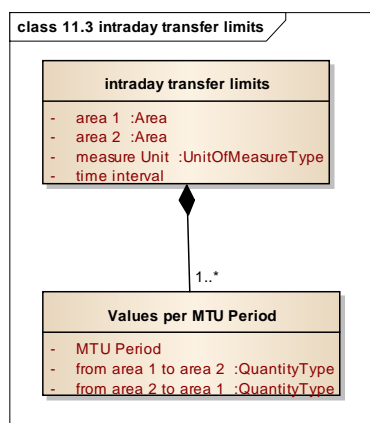 class 11.3 intraday transfer limits
intraday transfer limits
- area 1 :Area
- area 2 :Area
- measure Unit :UnitOfMeasureType
- time interval
1..*
Values per MTU Period
- MTU Period
- from area 1 to area 2 :QuantityType
- from area 2 to area 1 :QuantityType